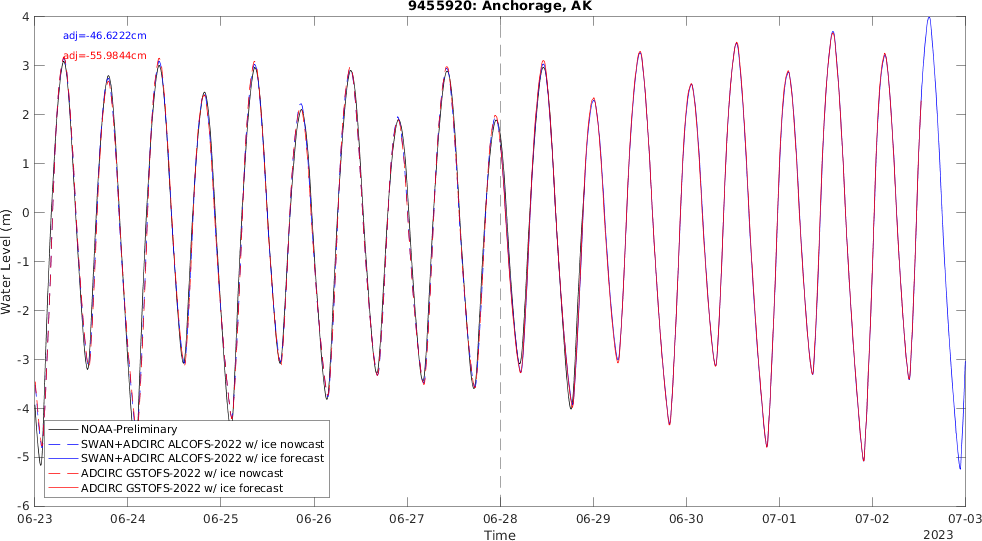 9455920: Anchorage, AK
adj=-46.6222cm
adj=-55.9844cm
4
3
2
1
0
-1
-2
-3
-4
-5
-6
Water Level (m)
NOAA-Preliminary
SWAN+ADCIRC ALCOFS-2022 w/ ice nowcast
SWAN+ADCIRC ALCOFS-2022 w/ ice forecast
ADCIRC GSTOFS-2022 w/ ice nowcast
ADCIRC GSTOFS-2022 w/ ice forecast
06-23 06-24 06-25 06-26 06-27 06-28 06-29 06-30 07-01 07-02 07-03
Time
2023